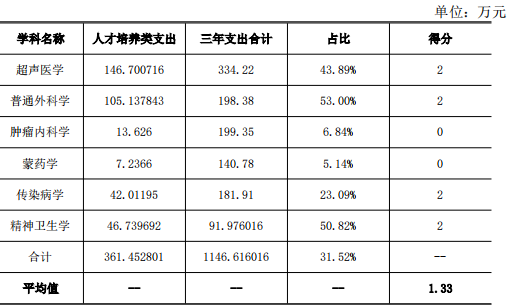 单位：万元
学科名称 人才培养类支出 三年支出合计 占比 得分
超声医学 146.700716 334.22 43.89% 2
普通外科学 105.137843 198.38 53.00% 2
肿瘤内科学 13.626 199.35 6.84% 0
蒙药学 7.2366 140.78 5.14% 0
传染病学 42.01195 181.91 23.09% 2
精神卫生学 46.739692 91.976016 50.82% 2
合计 361.452801 1146.616016 31.52% --
平均值 -- -- -- 1.33